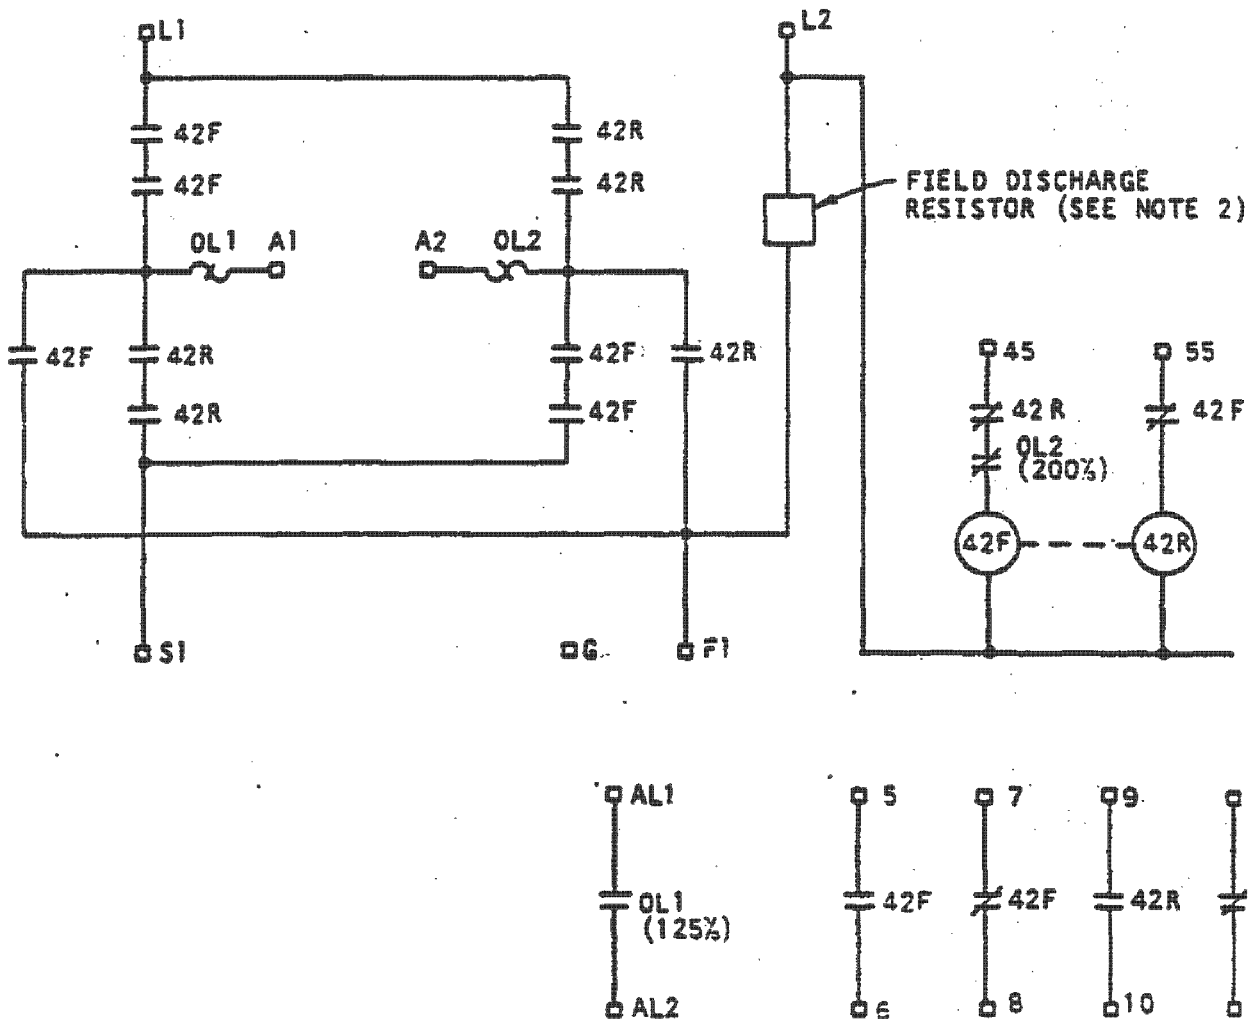 L1
L2
42F
42R
42F
42R
FIELD DISCHARGE
RESISTOR (SEE NOTE 2)
OL1
A1
A2
OL2
42F
42R
42F
42R
45
55
42R
42F
42R
42F
OL2
(200%)
42F
42R
S1
G
F1
AL1
5
7
9
OL1
(125%)
42F
42F
42R
AL2
6
8
10